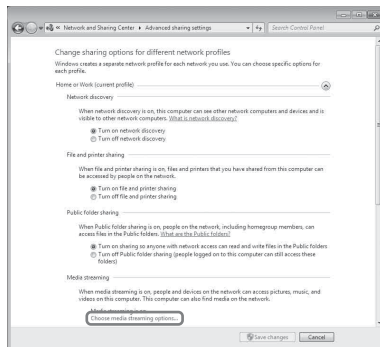 « Network and Sharing Center ▸ Advanced sharing settings
Search Control Panel
Change sharing options for different network profiles
Windows creates a separate network profile for each network you use. You can choose specific options for
each profile.
Home or Work (current profile)
Network discovery
When network discovery is on, this computer can see other network computers and devices and is
visible to other network computers. What is network discovery?
Turn on network discovery
Turn off network discovery
File and printer sharing
When file and printer sharing is on, files and printers that you have shared from this computer can
be accessed by people on the network.
Turn on file and printer sharing
Turn off file and printer sharing
Public folder sharing
When Public folder sharing is on, people on the network, including homegroup members, can
access files in the Public folders. What are the Public folders?
Turn on sharing so anyone with network access can read and write files in the Public folders
Turn off Public folder sharing (people logged on to this computer can still access these
folders)
Media streaming
When media streaming is on, people and devices on the network can access pictures, music, and
videos on this computer. This computer can also find media on the network.
Media streaming is on.
Choose media streaming options...
Save changes
Cancel